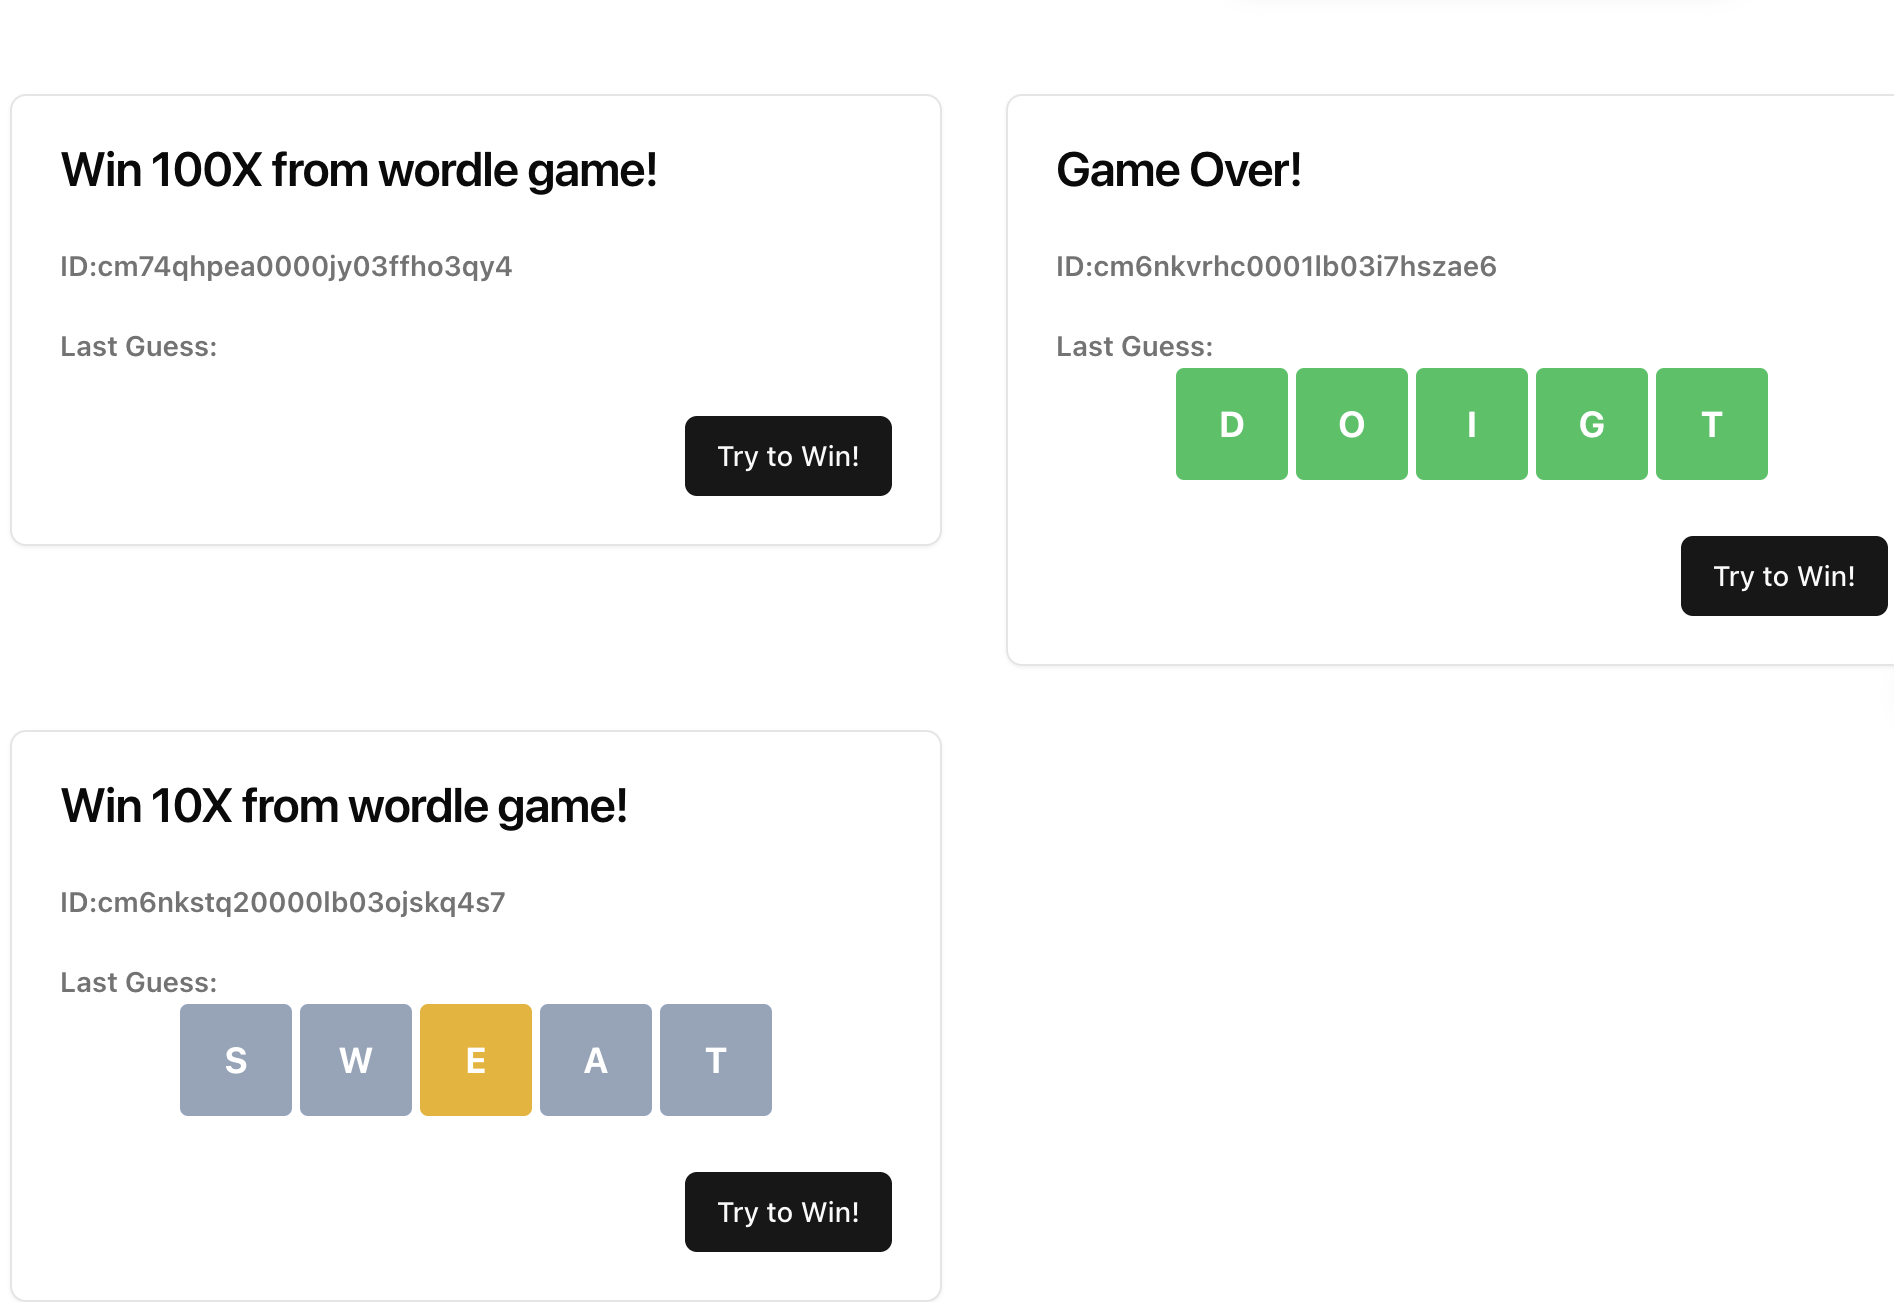 Win 100X from wordle game!
ID:cm74qhpea0000jy03ffho3qy4
Last Guess:
Try to Win!
Game Over!
ID:cm6nkvrhc0001lb03i7hszae6
Last Guess:
D O I G T
Try to Win!
Win 10X from wordle game!
ID:cm6nkstq20000lb03ojskq4s7
Last Guess:
S W E A T
Try to Win!